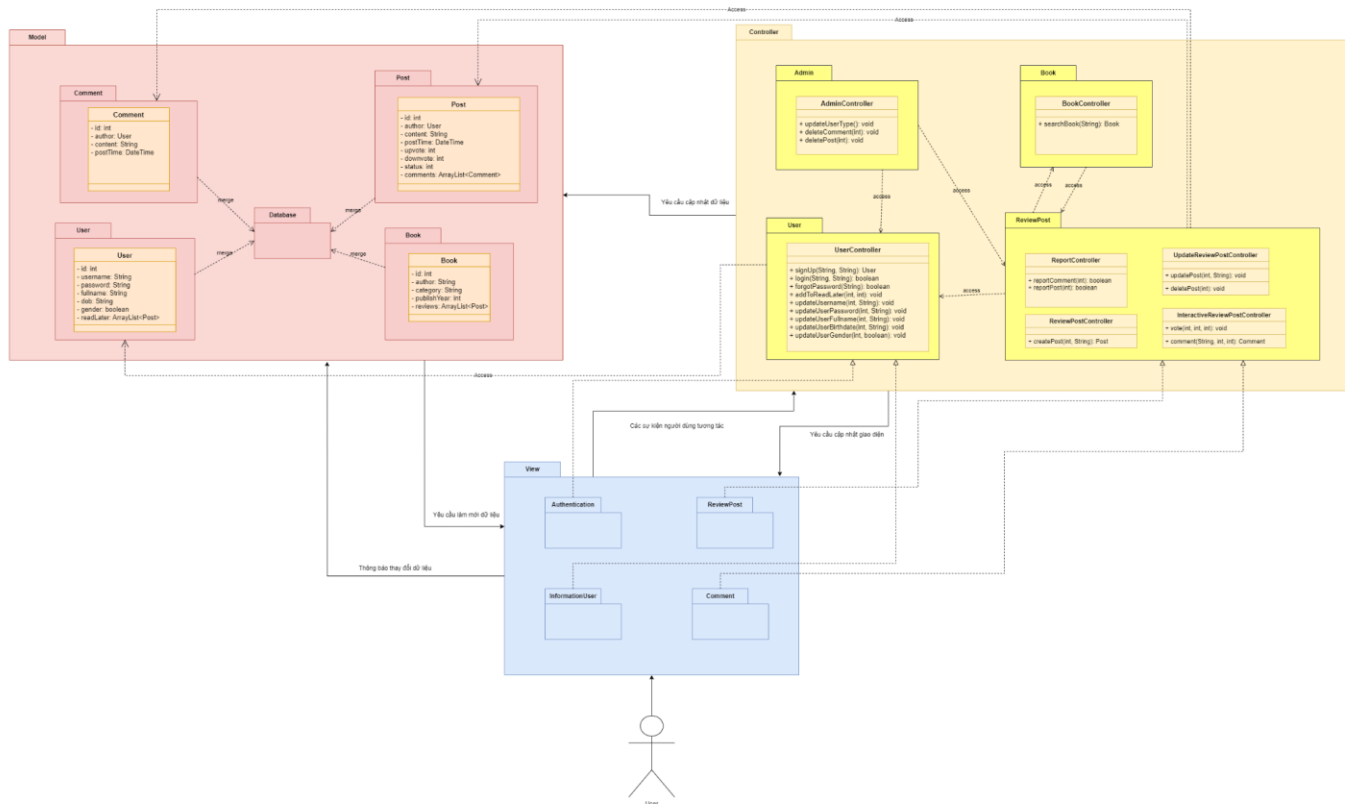 Access
Access
Model
Comment
Comment
- id: int
- author: User
- content: String
- postTime: DateTime
Post
Post
- id: int
- author: User
- content: String
- postTime: DateTime
- upvote: int
- downvote: int
- status: int
- comments: ArrayList<Comment>
merge
merge
Database
User
User
- id: int
- username: String
- password: String
- fullname: String
- dob: String
- gender: boolean
- readLater: ArrayList<Post>
merge
merge
Book
Book
- id: int
- author: String
- category: String
- publishYear: int
- reviews: ArrayList<Post>
Yêu cầu cập nhật dữ liệu
Controller
Admin
AdminController
+ updateUserType(): void
+ deleteComment(int): void
+ deletePost(int): void
Book
BookController
+ searchBook(String): Book
access
access
access
access
User
UserController
+ signUp(String, String): User
+ login(String, String): boolean
+ forgotPassword(String): boolean
+ addToReadLater(int, int): void
+ updateUsername(int, String): void
+ updateUserPassword(int, String): void
+ updateUserFullname(int, String): void
+ updateUserBirthdate(int, String): void
+ updateUserGender(int, boolean): void
access
ReviewPost
ReportController
+ reportComment(int): boolean
+ reportPost(int): boolean
UpdateReviewPostController
+ updatePost(int, String): void
+ deletePost(int): void
ReviewPostController
+ createPost(int, String): Post
InteractiveReviewPostController
+ vote(int, int, int): void
+ comment(String, int, int): Comment
Access
Các sự kiện người dùng tương tác
Yêu cầu cập nhật giao diện
View
Authentication
ReviewPost
InformationUser
Comment
Yêu cầu làm mới dữ liệu
Thông báo thay đổi dữ liệu
User